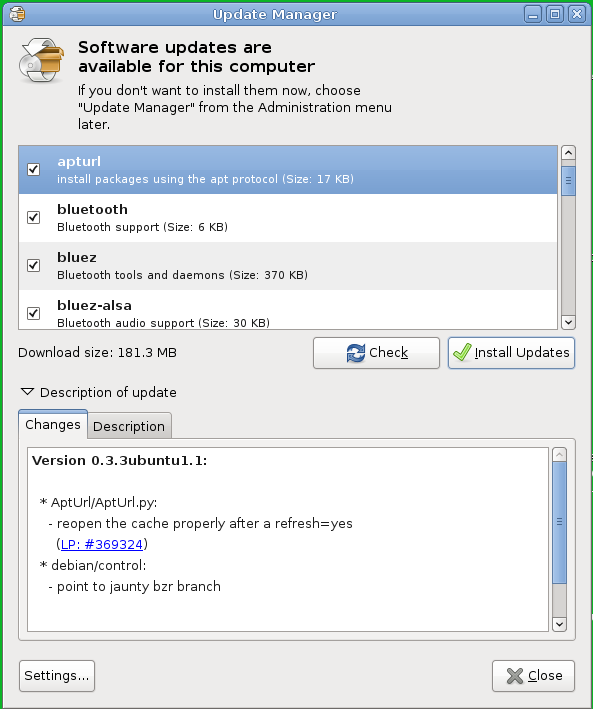 Update Manager
Software updates are
available for this computer
If you don't want to install them now, choose
"Update Manager" from the Administration menu
later.
apturl
install packages using the apt protocol (Size: 17 KB)
bluetooth
Bluetooth support (Size: 6 KB)
bluez
Bluetooth tools and daemons (Size: 370 KB)
bluez-alsa
Bluetooth audio support (Size: 30 KB)
Download size: 181.3 MB
Check
Install Updates
Description of update
Changes
Description
Version 0.3.3ubuntu1.1:
* AptUrl/AptUrl.py:
- reopen the cache properly after a refresh=yes
(LP: #369324)
* debian/control:
- point to jaunty bzr branch
Settings...
Close